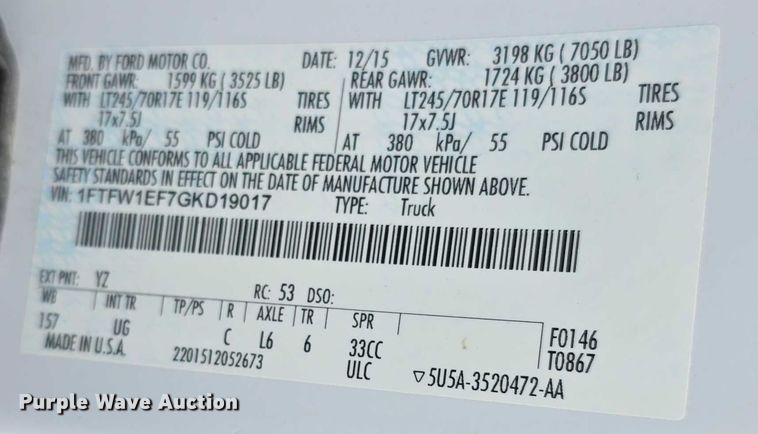 MFD. BY FORD MOTOR CO. DATE: 12/15 GVWR: 3198 KG ( 7050 LB)
FRONT GAWR: 1599 KG ( 3525 LB) REAR GAWR: 1724 KG ( 3800 LB)
WITH LT245/70R17E 119/116S TIRES WITH LT245/70R17E 119/116S TIRES
17x7.5J RIMS 17x7.5J RIMS
AT 380 kPa/ 55 PSI COLD AT 380 kPa/ 55 PSI COLD
THIS VEHICLE CONFORMS TO ALL APPLICABLE FEDERAL MOTOR VEHICLE
SAFETY STANDARDS IN EFFECT ON THE DATE OF MANUFACTURE SHOWN ABOVE.
VIN: 1FTFW1EF7GKD19017 TYPE: Truck
EXT PNT: YZ RC: 53 DSO:
WB INT TR TP/PS R AXLE TR SPR
157 UG C L6 6 33CC F0146
MADE IN U.S.A. 2201512052673 ULC T0867
▽5U5A-3520472-AA
Purple Wave Auction